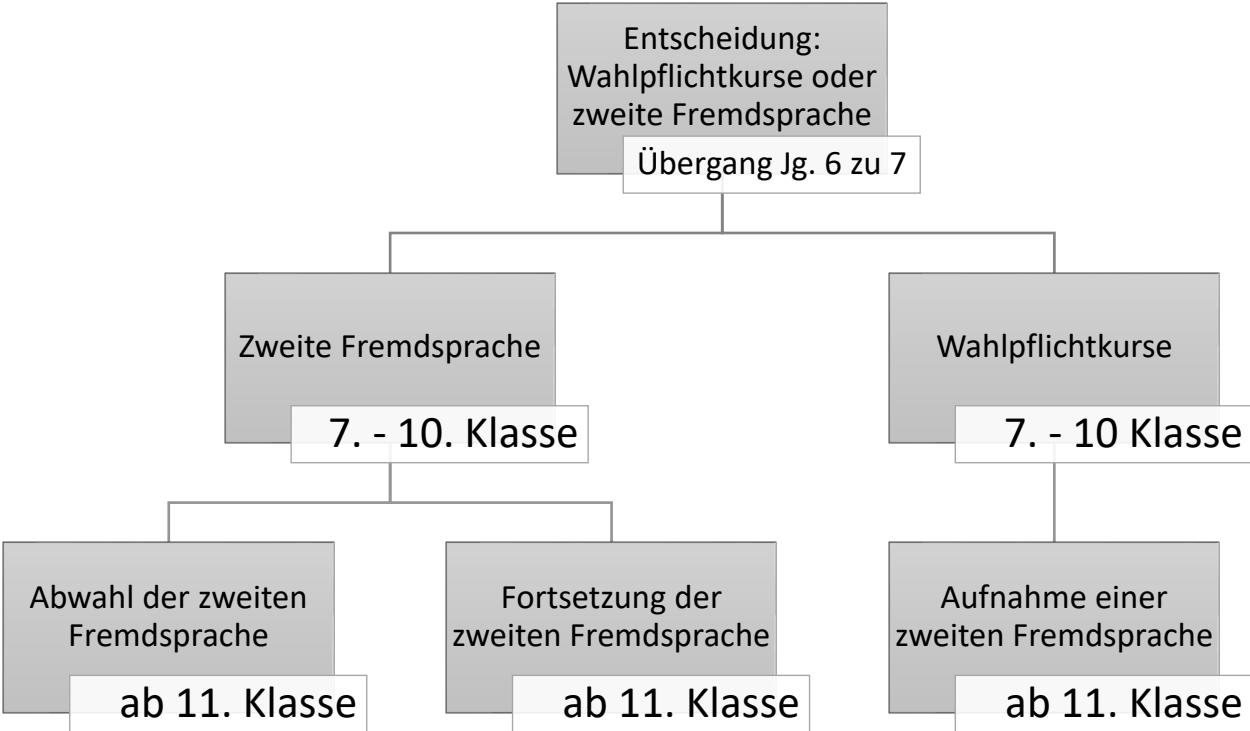 Entscheidung:
Wahlpflichtkurse oder
zweite Fremdsprache
Übergang Jg. 6 zu 7
Zweite Fremdsprache
7. - 10. Klasse
Wahlpflichtkurse
7. - 10 Klasse
Abwahl der zweiten
Fremdsprache
ab 11. Klasse
Fortsetzung der
zweiten Fremdsprache
ab 11. Klasse
Aufnahme einer
zweiten Fremdsprache
ab 11. Klasse